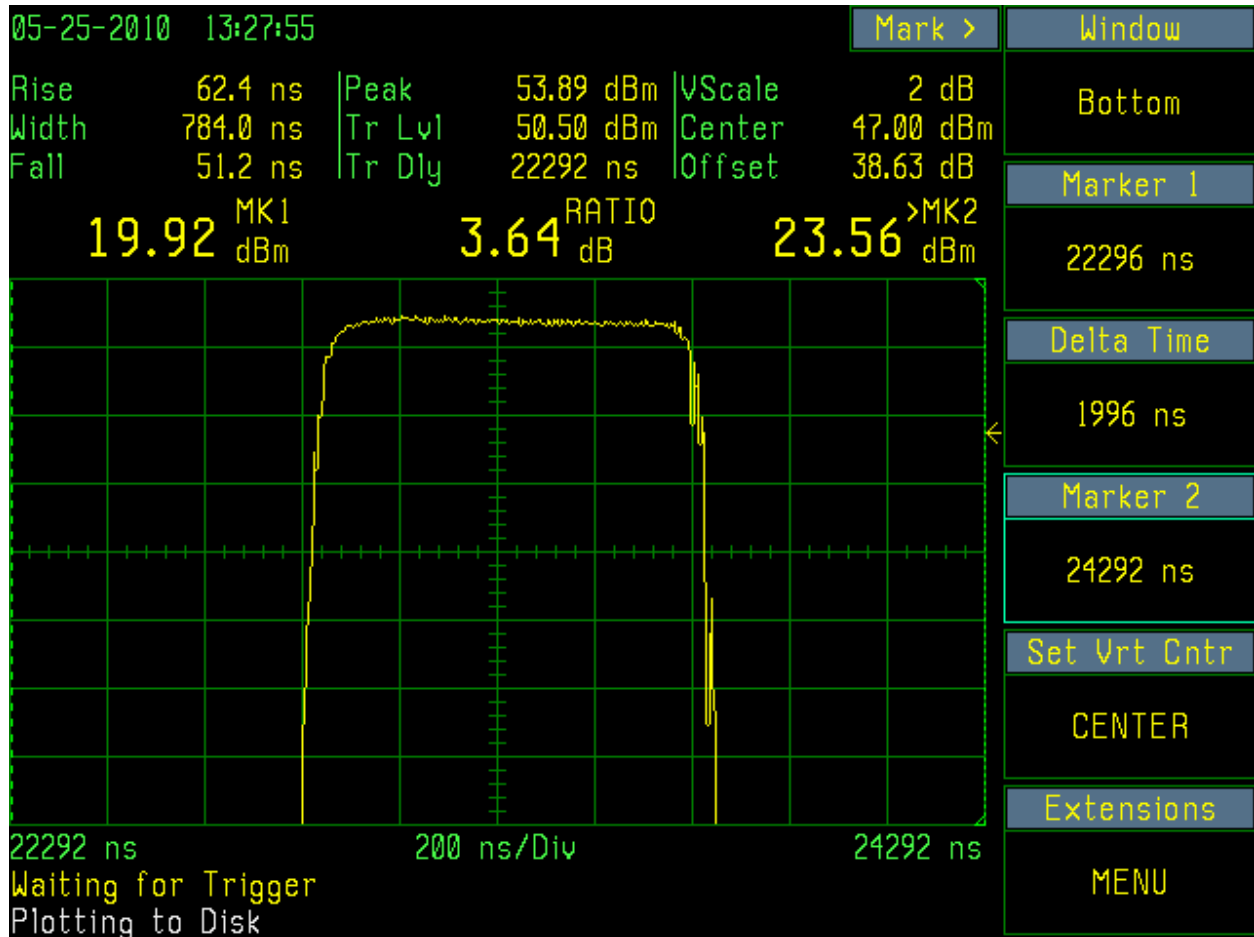 05-25-2010 13:27:55 Mark > Window
Rise 62.4 ns Peak 53.89 dBm VScale 2 dB Bottom
Width 784.0 ns Tr Lvl 50.50 dBm Center 47.00 dBm
Fall 51.2 ns Tr Dly 22292 ns Offset 38.63 dB
Marker 1
19.92 MK1 dBm 3.64 RATIO dB 23.56 >MK2 dBm
22296 ns
Delta Time
1996 ns
Marker 2
24292 ns
Set Vrt Cntr
CENTER
Extensions
22292 ns 200 ns/Div 24292 ns
Waiting for Trigger MENU
Plotting to Disk